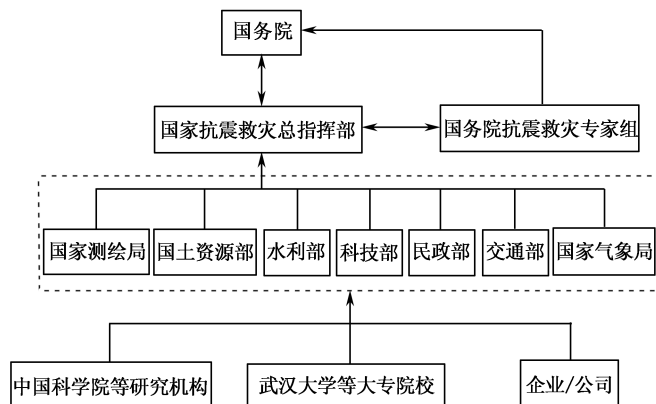 国务院
国家抗震救灾总指挥部
国务院抗震救灾专家组
国家测绘局
国土资源部
水利部
科技部
民政部
交通部
国家气象局
中国科学院等研究机构
武汉大学等大专院校
企业/公司